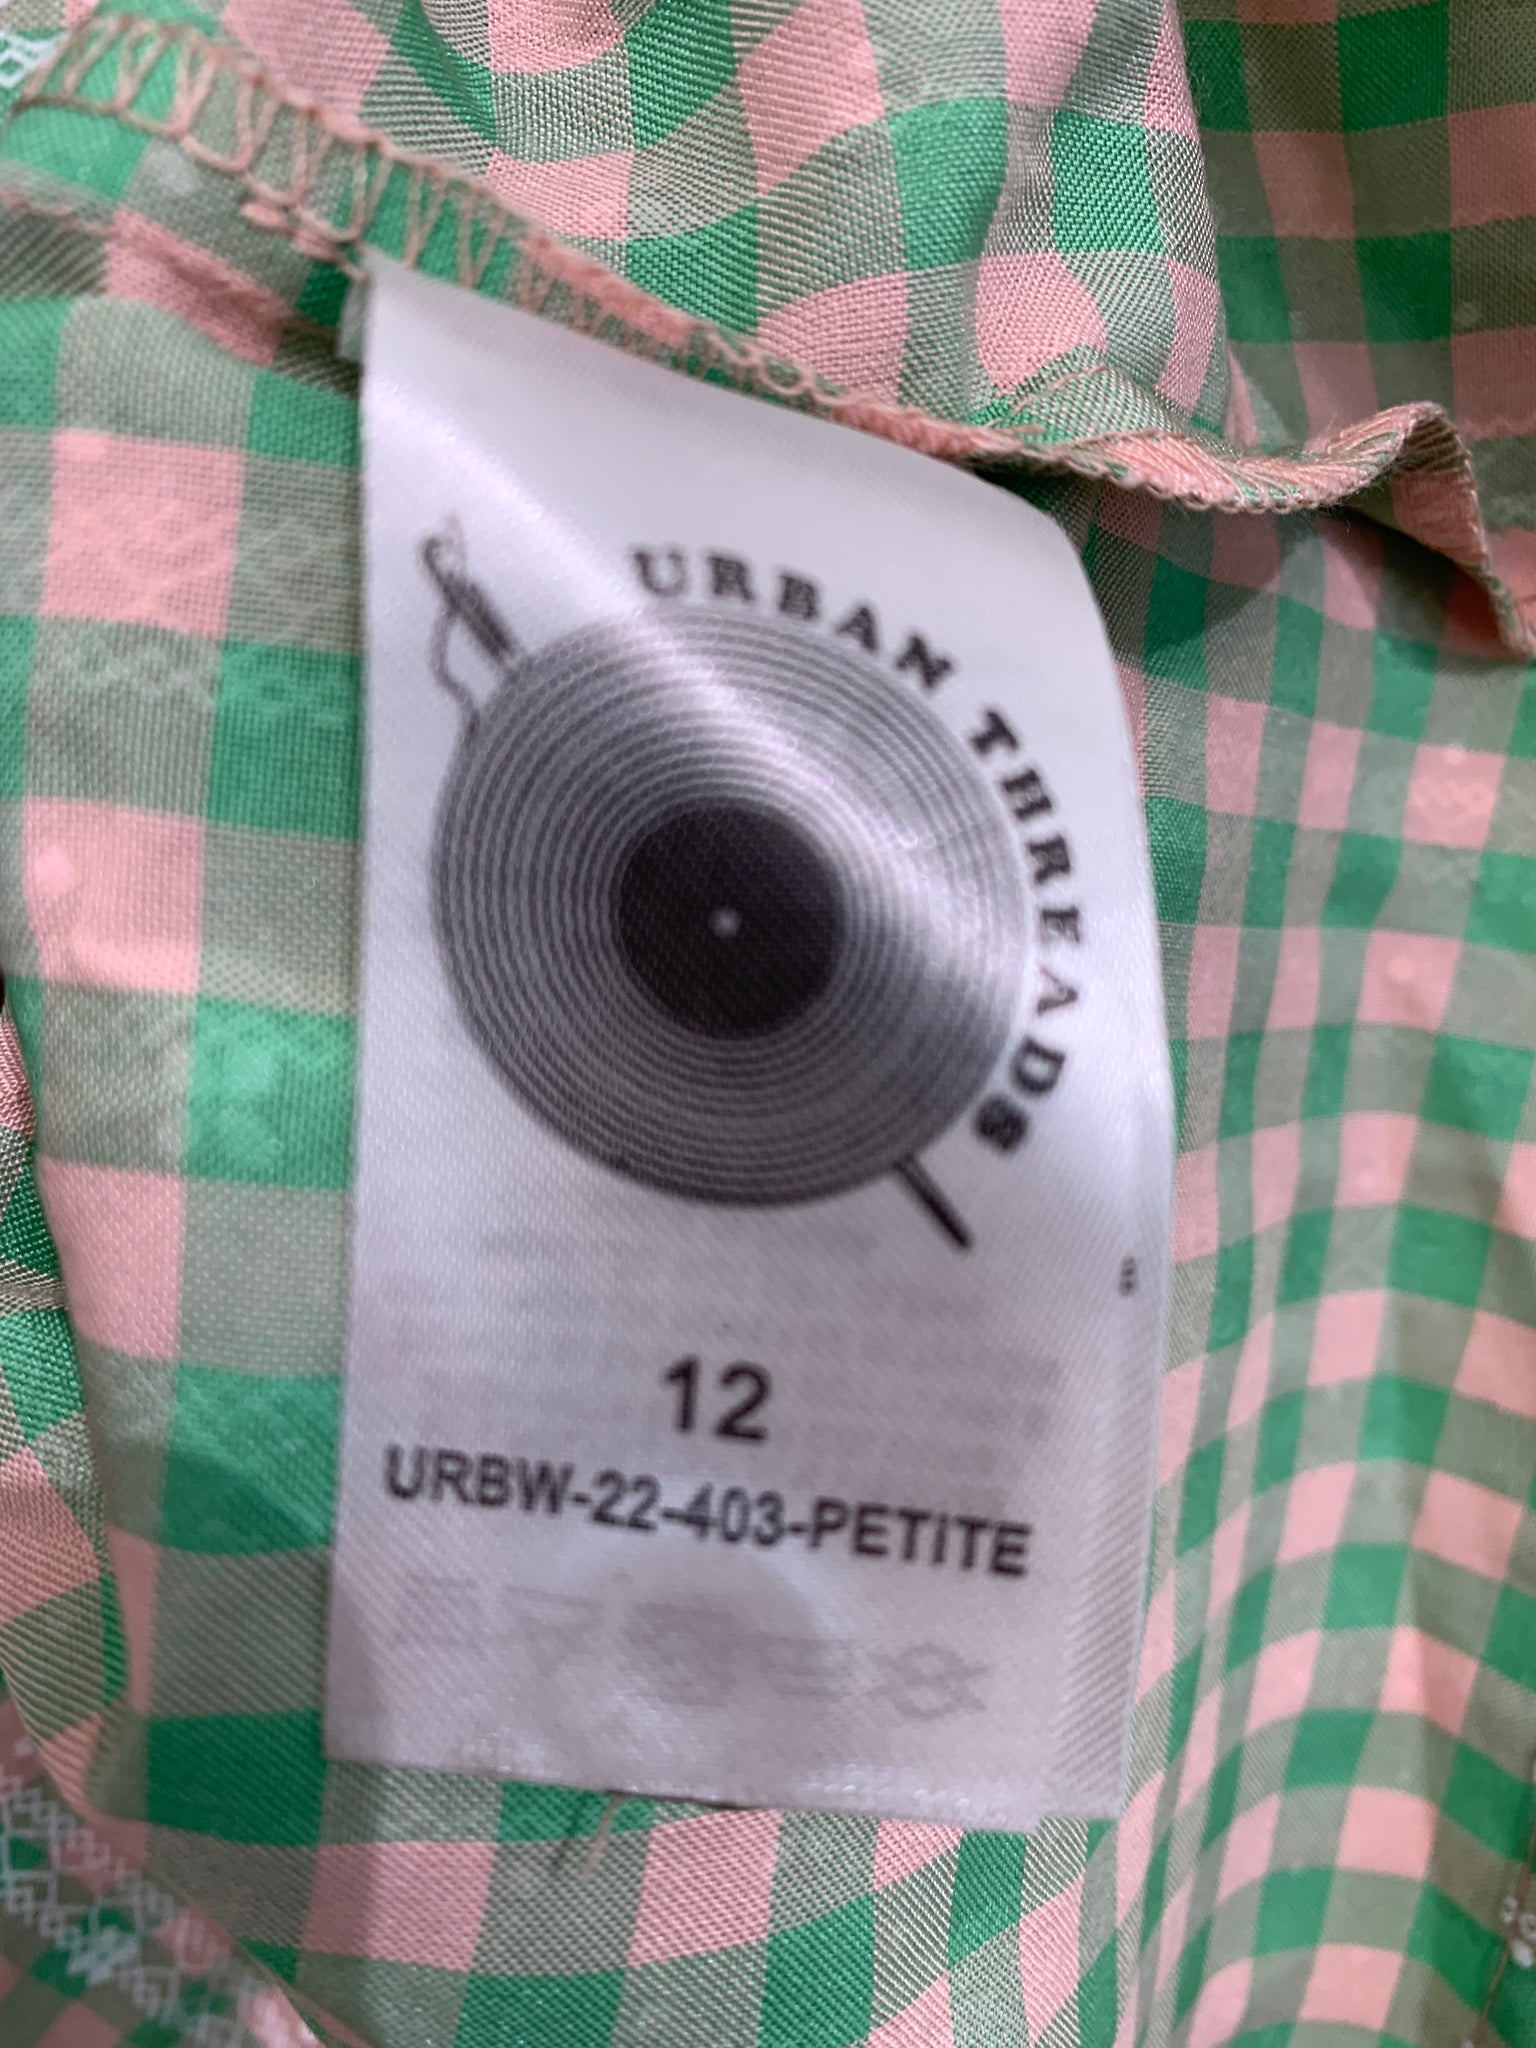 URBAN THREADS
12
URBW-22-403-PETITE